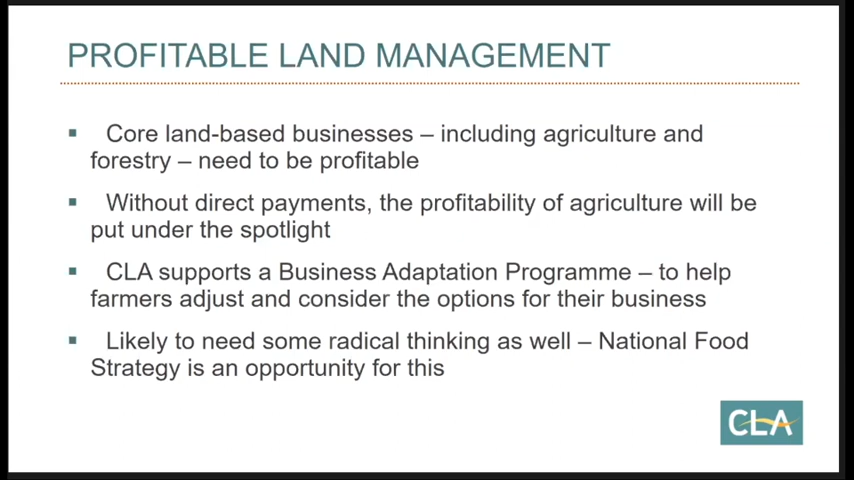 PROFITABLE LAND MANAGEMENT
▪ Core land-based businesses – including agriculture and
forestry – need to be profitable
▪ Without direct payments, the profitability of agriculture will be
put under the spotlight
▪ CLA supports a Business Adaptation Programme – to help
farmers adjust and consider the options for their business
▪ Likely to need some radical thinking as well – National Food
Strategy is an opportunity for this
CLA